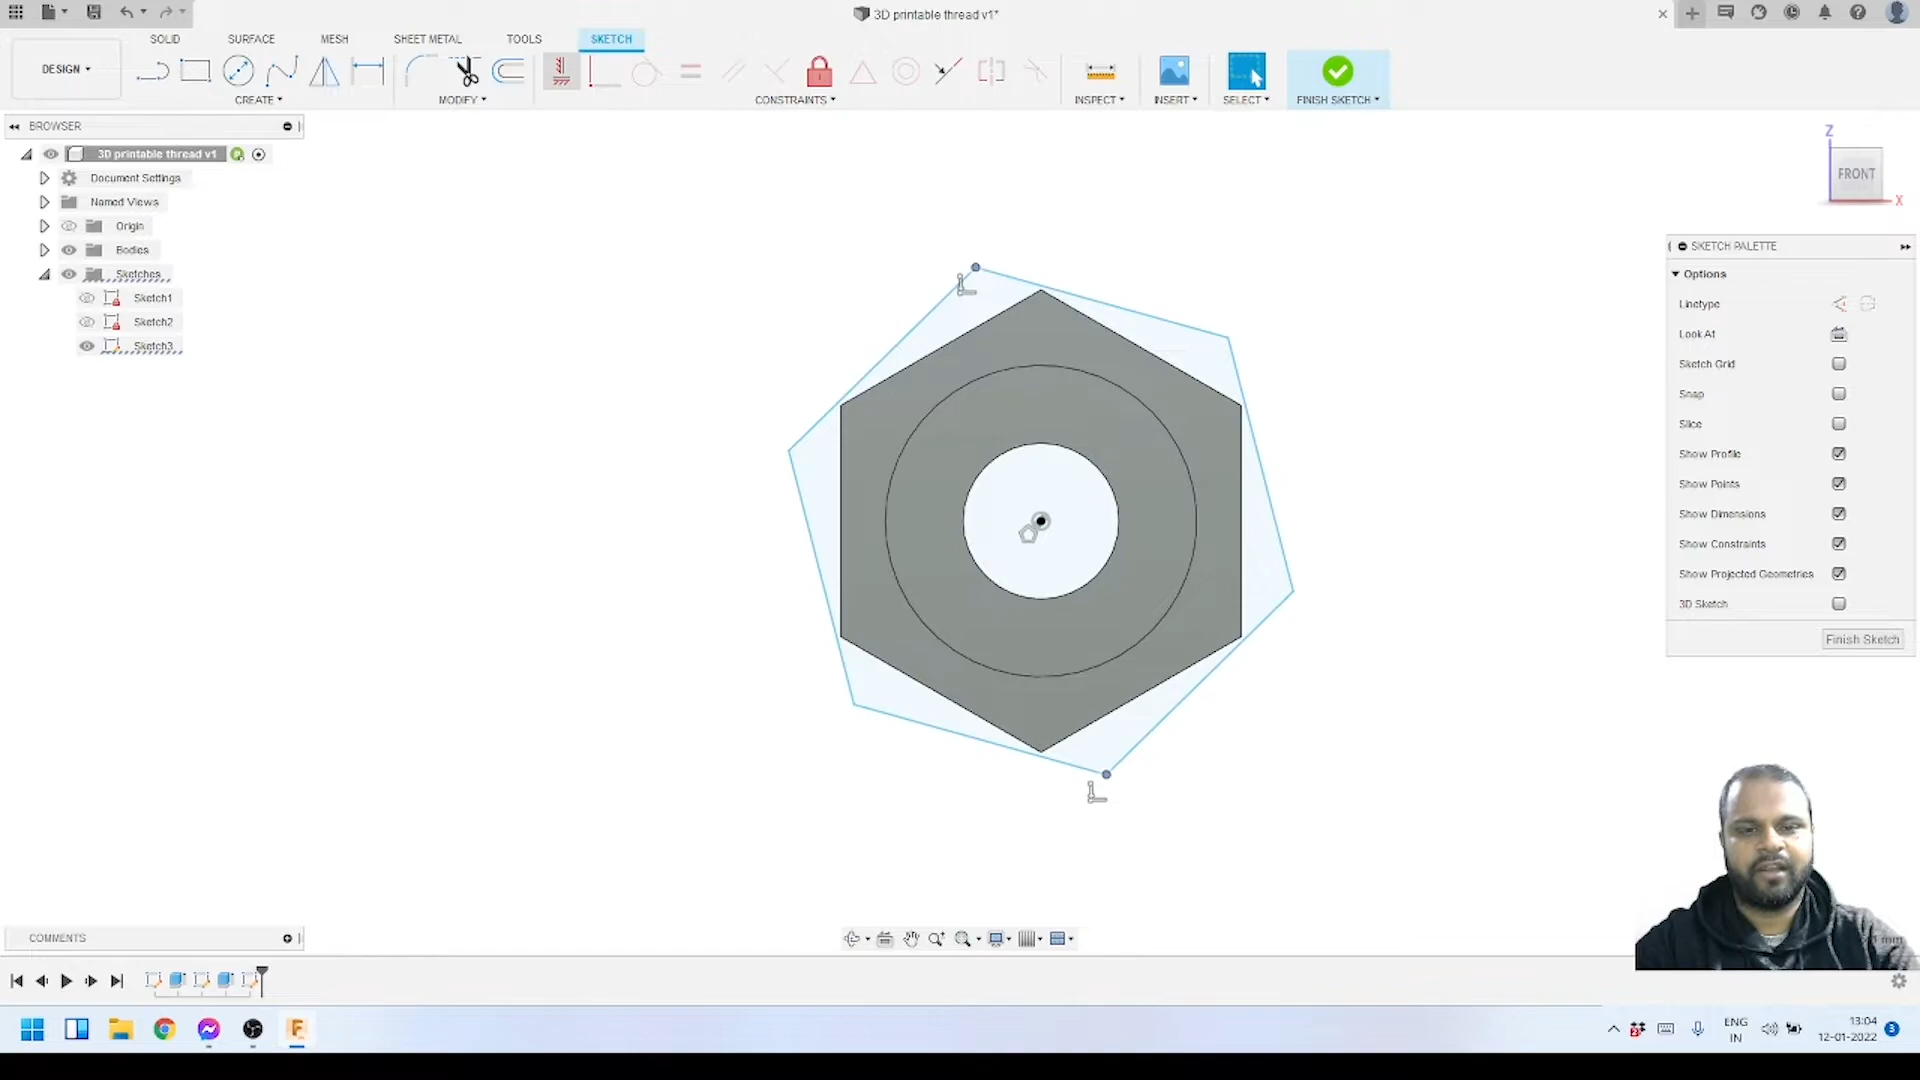 3D printable thread v1*
SOLID
SURFACE
MESH
SHEET METAL
TOOLS
SKETCH
DESIGN
CREATE
MODIFY
CONSTRAINTS
INSPECT
INSERT
SELECT
FINISH SKETCH
BROWSER
3D printable thread v1
Document Settings
Named Views
Origin
Bodies
Sketches
Sketch1
Sketch2
Sketch3
Z
FRONT
X
SKETCH PALETTE
Options
Linetype
Look At
Sketch Grid
Snap
Slice
Show Profile
Show Points
Show Dimensions
Show Constraints
Show Projected Geometries
3D Sketch
Finish Sketch
COMMENTS
mm
ENG
IN
13:04
12-01-2022
3